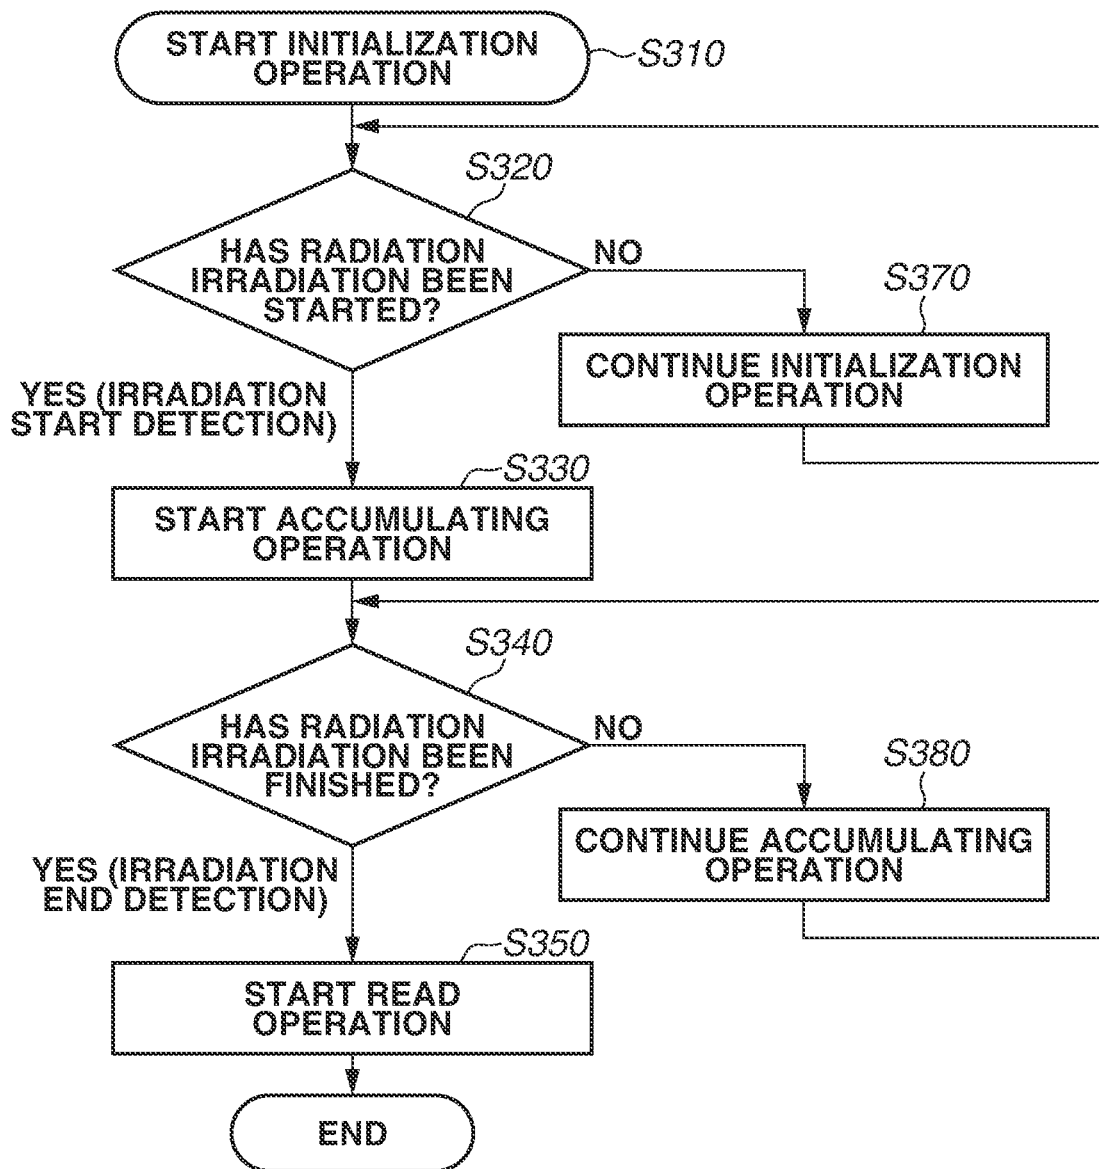 START INITIALIZATION
OPERATION
S310
S320
HAS RADIATION
IRRADIATION BEEN
STARTED?
NO
S370
CONTINUE INITIALIZATION
OPERATION
YES (IRRADIATION
START DETECTION)
S330
START ACCUMULATING
OPERATION
S340
HAS RADIATION
IRRADIATION BEEN
FINISHED?
NO
S380
CONTINUE ACCUMULATING
OPERATION
YES (IRRADIATION
END DETECTION)
S350
START READ
OPERATION
END